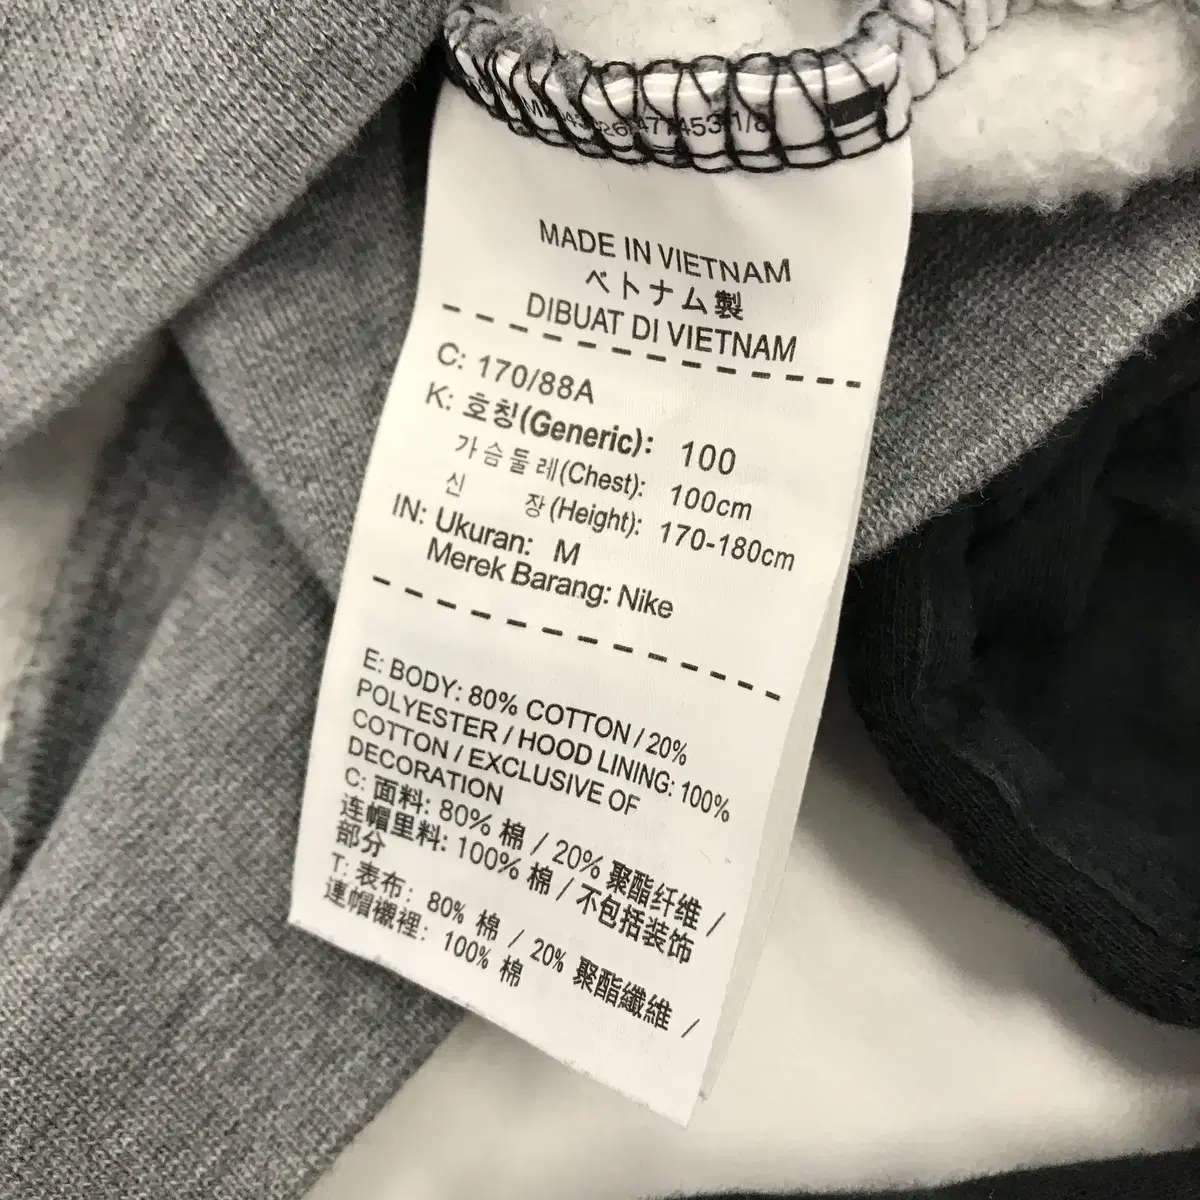 MADE IN VIETNAM
ベトナム製
DIBUAT DI VIETNAM
C: 170/88A
K: 호칭(Generic): 100
가슴둘레(Chest): 100cm
신 장(Height): 170-180cm
IN: Ukuran: M
Merek Barang: Nike
E: BODY: 80% COTTON / 20%
POLYESTER / HOOD LINING: 100%
COTTON / EXCLUSIVE OF
DECORATION
C: 面料: 80% 棉 / 20% 聚酯纤维 /
连帽里料: 100% 棉 / 不包括装饰
部分
T: 表布: 80% 棉 / 20% 聚酯纖維 /
連帽襯裡: 100% 棉